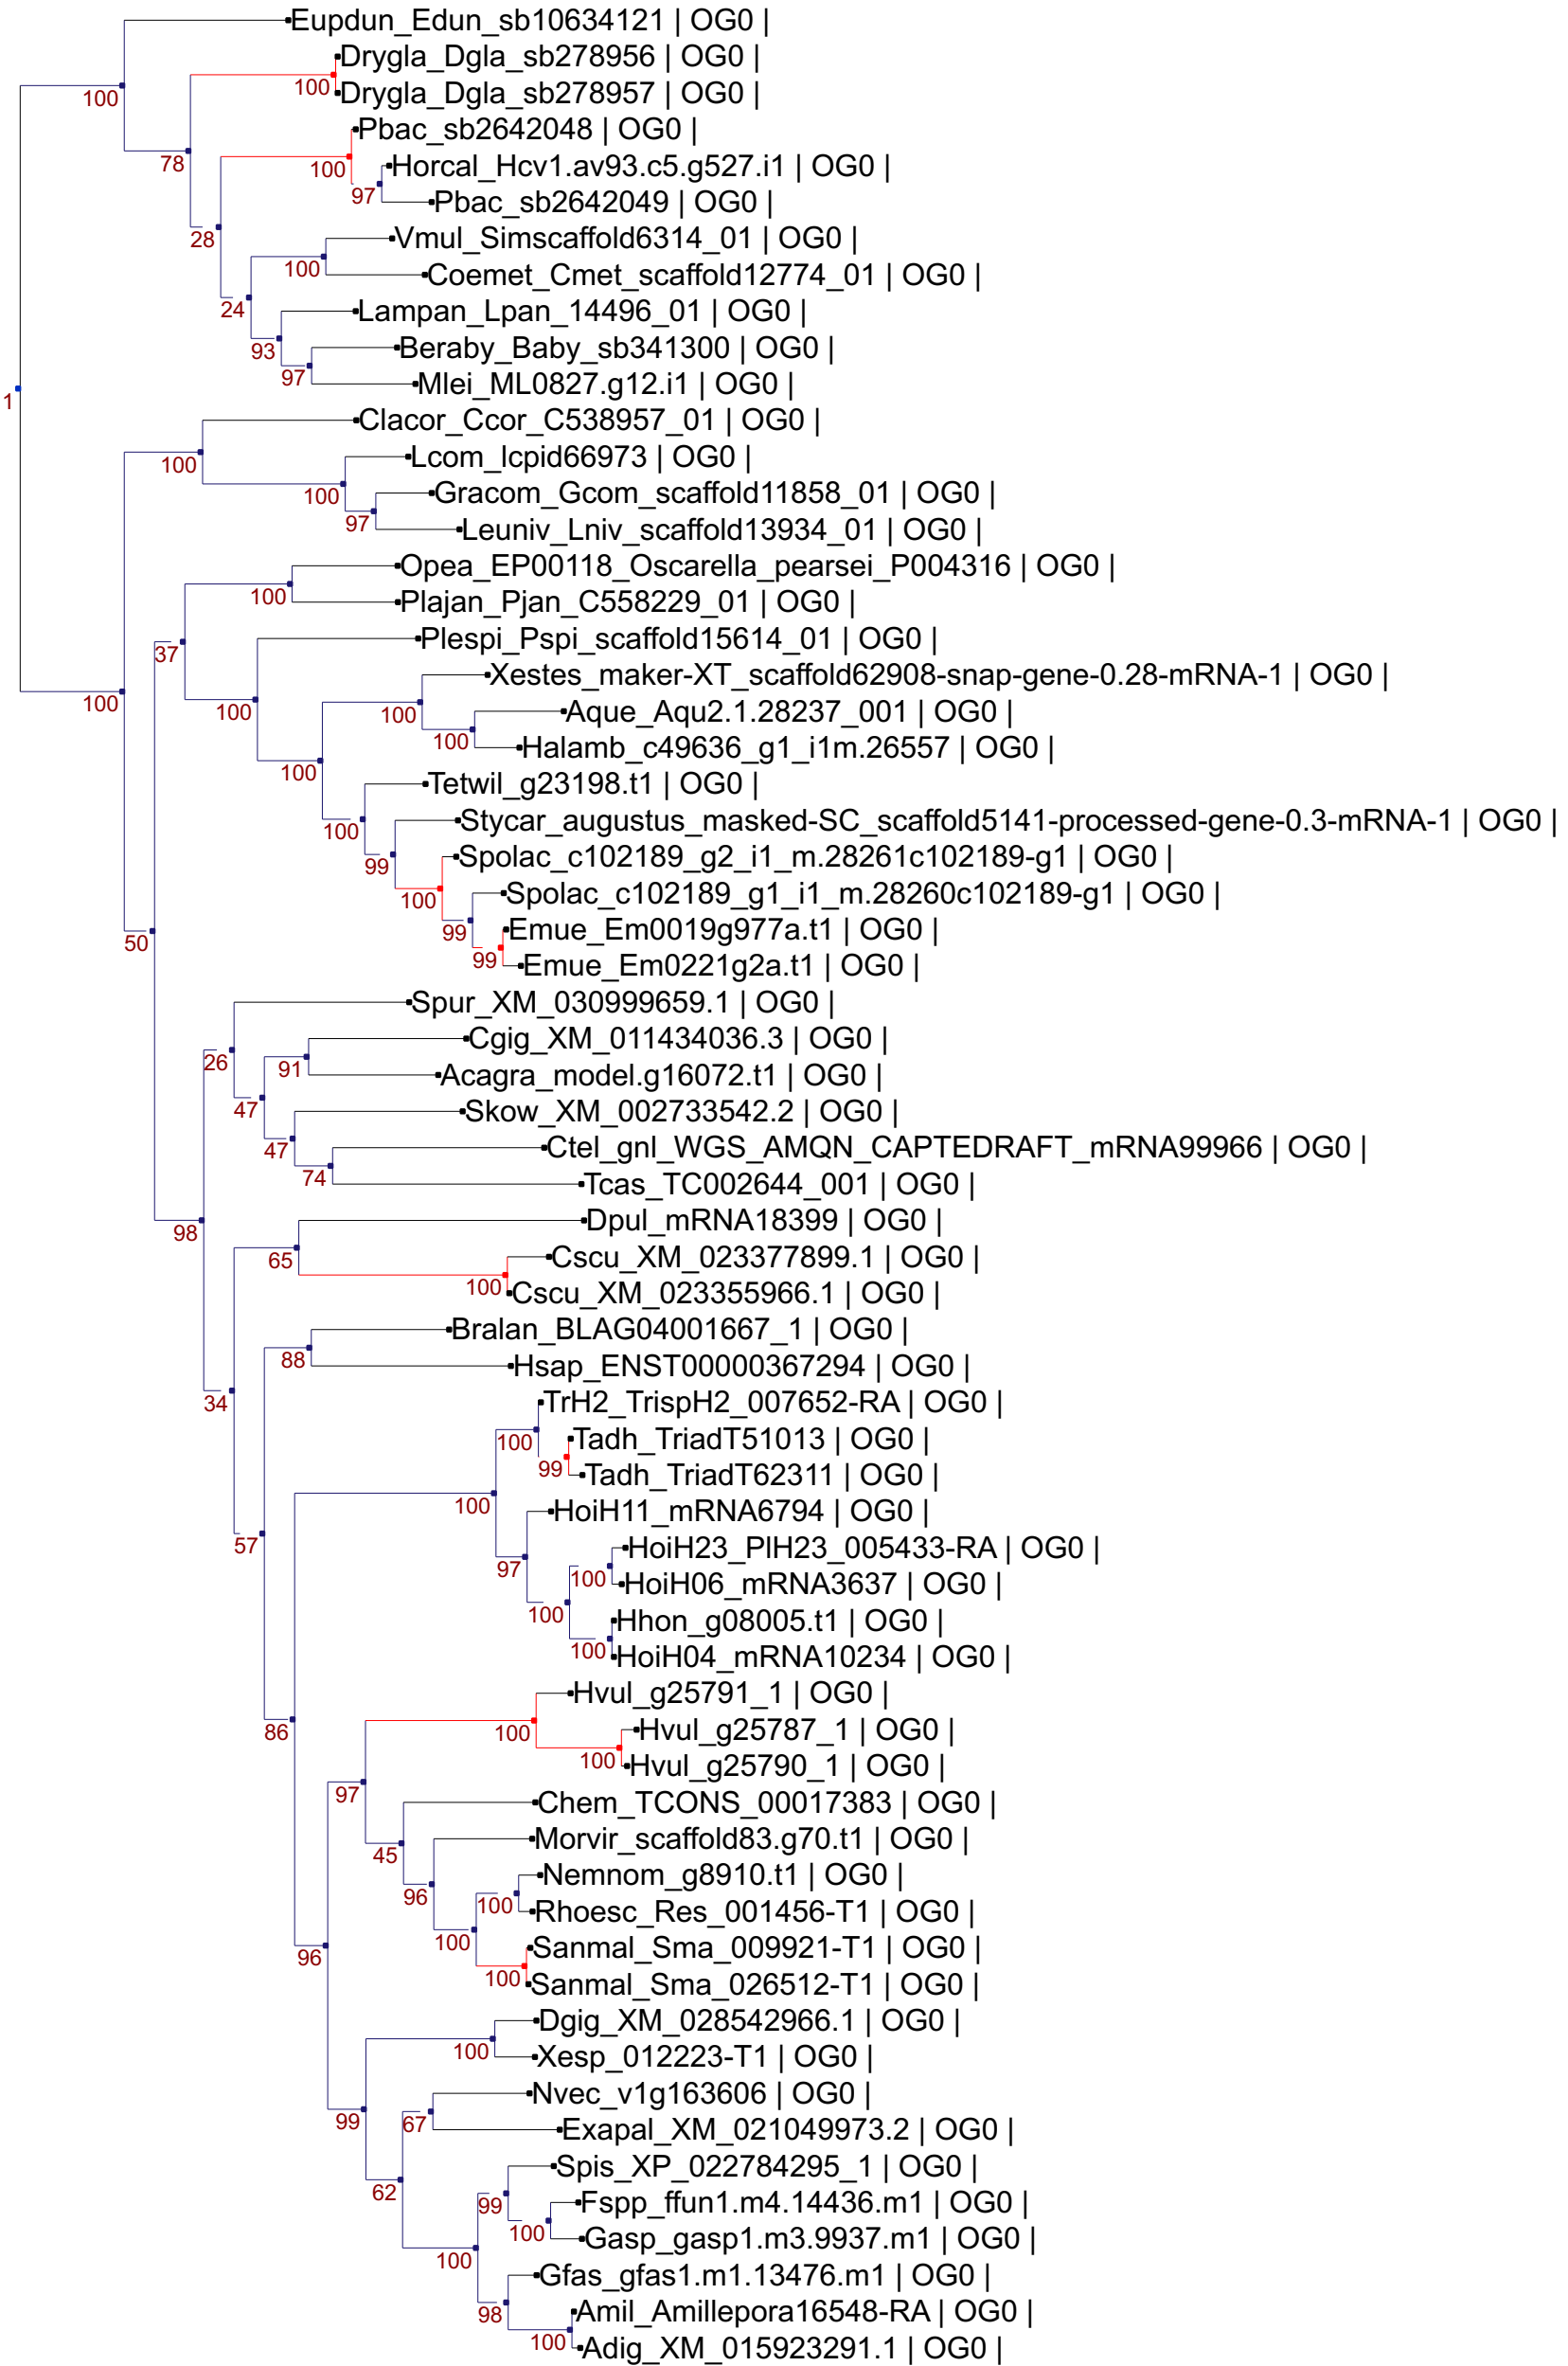 Eupdun_Edun_sb10634121 | OG0 |
Drygla_Dgla_sb278956 | OG0 |
100
Drygla_Dgla_sb278957 | OG0 |
100
Pbac_sb2642048 | OG0 |
78
100
Horcal_Hcv1.av93.c5.g527.i1 | OG0 |
97
Pbac_sb2642049 | OG0 |
28
Vmul_Simscaffold6314_01 | OG0 |
100
Coemet_Cmet_scaffold12774_01 | OG0 |
24
Lampan_Lpan_14496_01 | OG0 |
93
Beraby_Baby_sb341300 | OG0 |
97
Mlei_ML0827.g12.i1 | OG0 |
1
Clacor_Ccor_C538957_01 | OG0 |
100
Lcom_lcpid66973 | OG0 |
100
Gracom_Gcom_scaffold11858_01 | OG0 |
97
Leuniv_Lniv_scaffold13934_01 | OG0 |
Opea_EP00118_Oscarella_pearsei_P004316 | OG0 |
100
Plajan_Pjan_C558229_01 | OG0 |
37
Plespi_Pspi_scaffold15614_01 | OG0 |
Xestes_maker-XT_scaffold62908-snap-gene-0.28-mRNA-1 | OG0 |
100
100
100
Aque_Aqu2.1.28237_001 | OG0 |
100
Halamb_c49636_g1_i1m.26557 | OG0 |
100
Tetwil_g23198.t1 | OG0 |
100
Stycar_augustus_masked-SC_scaffold5141-processed-gene-0.3-mRNA-1 | OG0 |
99
Spolac_c102189_g2_i1_m.28261c102189-g1 | OG0 |
100
Spolac_c102189_g1_i1_m.28260c102189-g1 | OG0 |
99
Emue_Em0019g977a.t1 | OG0 |
50
99
Emue_Em0221g2a.t1 | OG0 |
Spur_XM_030999659.1 | OG0 |
26
Cgig_XM_011434036.3 | OG0 |
91
Acagra_model.g16072.t1 | OG0 |
47
Skow_XM_002733542.2 | OG0 |
47
Ctel_gnl_WGS_AMQN_CAPTEDRAFT_mRNA99966 | OG0 |
74
Tcas_TC002644_001 | OG0 |
98
Dpul_mRNA18399 | OG0 |
65
Cscu_XM_023377899.1 | OG0 |
100
Cscu_XM_023355966.1 | OG0 |
Bralan_BLAG04001667_1 | OG0 |
88
Hsap_ENST00000367294 | OG0 |
34
TrH2_TrispH2_007652-RA | OG0 |
100
Tadh_TriadT51013 | OG0 |
99
Tadh_TriadT62311 | OG0 |
100
HoiH11_mRNA6794 | OG0 |
57
97
HoiH23_PlH23_005433-RA | OG0 |
100
HoiH06_mRNA3637 | OG0 |
100
Hhon_g08005.t1 | OG0 |
100
HoiH04_mRNA10234 | OG0 |
Hvul_g25791_1 | OG0 |
86
100
Hvul_g25787_1 | OG0 |
100
Hvul_g25790_1 | OG0 |
97
Chem_TCONS_00017383 | OG0 |
45
Morvir_scaffold83.g70.t1 | OG0 |
96
Nemnom_g8910.t1 | OG0 |
100
Rhoesc_Res_001456-T1 | OG0 |
100
96
Sanmal_Sma_009921-T1 | OG0 |
100
Sanmal_Sma_026512-T1 | OG0 |
Dgig_XM_028542966.1 | OG0 |
100
Xesp_012223-T1 | OG0 |
Nvec_v1g163606 | OG0 |
99
67
Exapal_XM_021049973.2 | OG0 |
Spis_XP_022784295_1 | OG0 |
62
99
Fspp_ffun1.m4.14436.m1 | OG0 |
100
Gasp_gasp1.m3.9937.m1 | OG0 |
100
Gfas_gfas1.m1.13476.m1 | OG0 |
98
Amil_Amillepora16548-RA | OG0 |
100
Adig_XM_015923291.1 | OG0 |